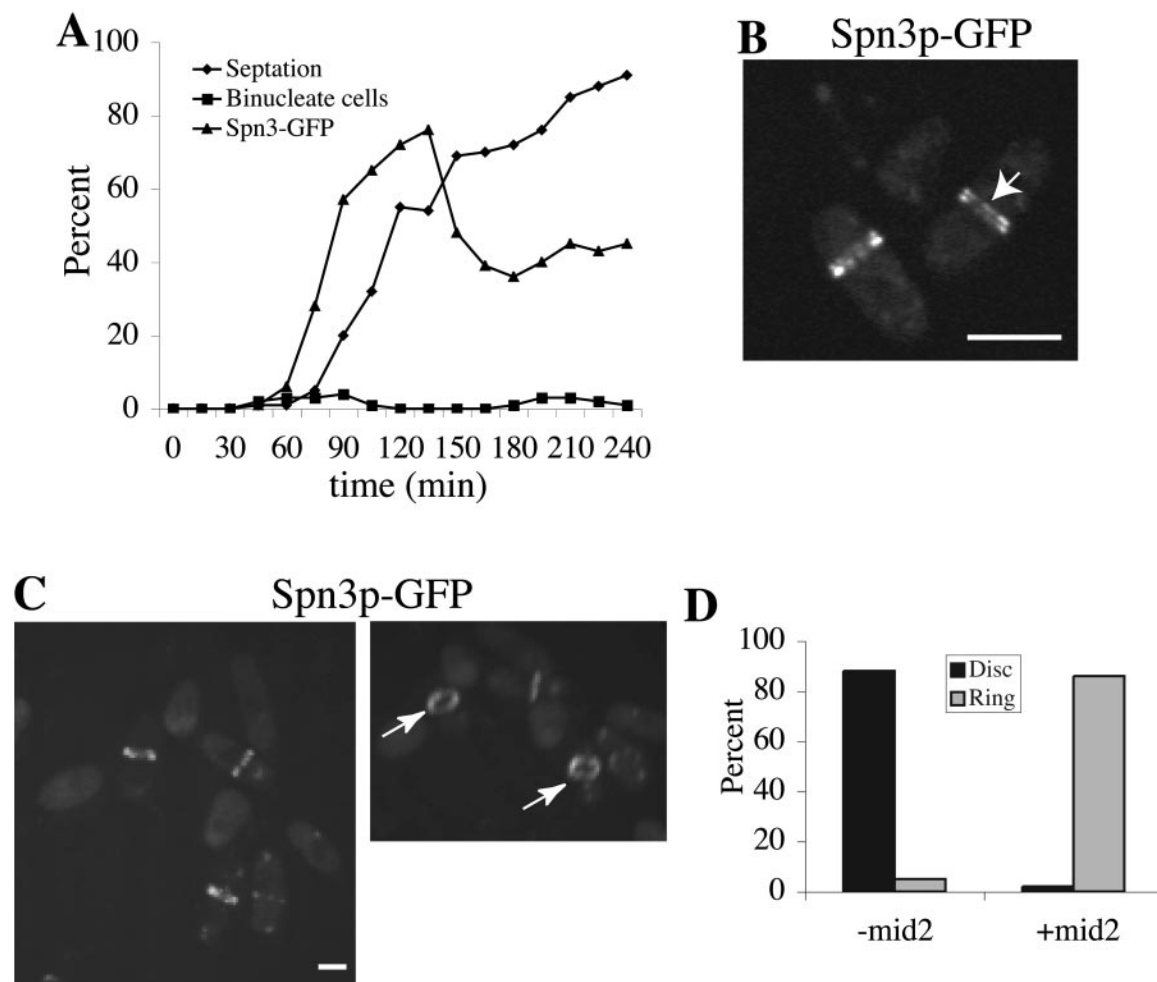 A
100
80
60
40
20
0
Percent
Septation
Binucleate cells
Spn3-GFP
0 30 60 90 120 150 180 210 240
time (min)
B Spn3p-GFP
C Spn3p-GFP
D
100
80
60
40
20
0
Percent
Disc
Ring
-mid2 +mid2